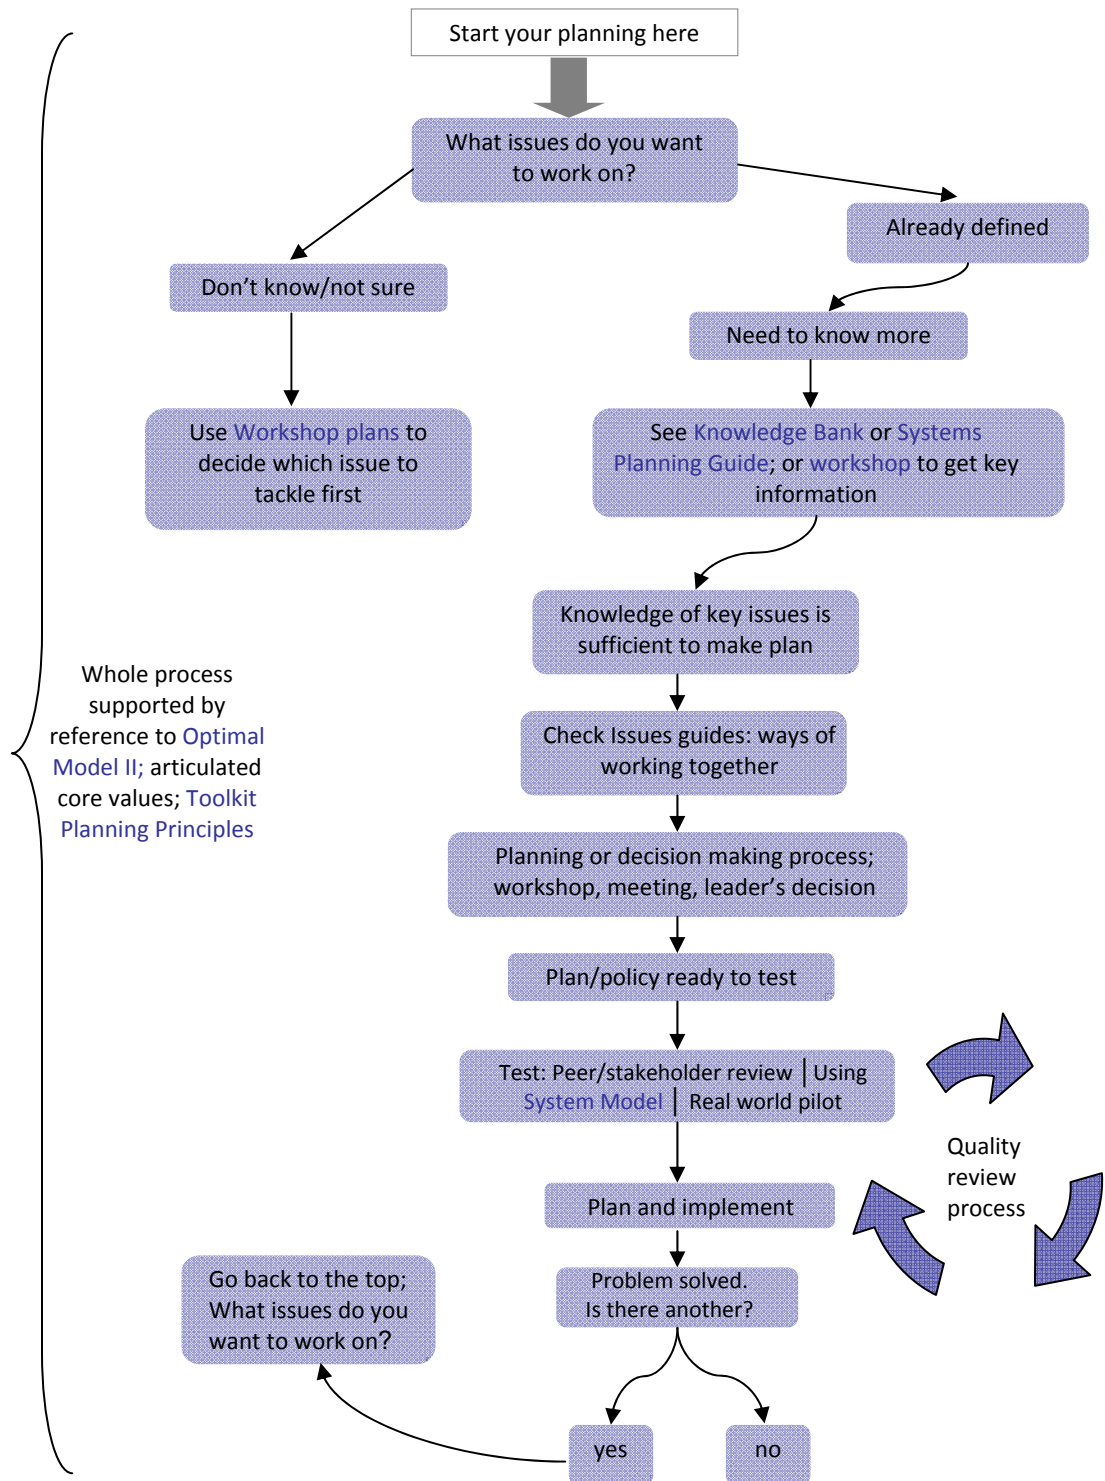 Start your planning here
What issues do you want
to work on?
Already defined
Don’t know/not sure
Need to know more
Use Workshop plans to
decide which issue to
tackle first
See Knowledge Bank or Systems
Planning Guide; or workshop to get key
information
Knowledge of key issues is
sufficient to make plan
Whole process
supported by
reference to Optimal
Model II; articulated
core values; Toolkit
Planning Principles
Check Issues guides: ways of
working together
Planning or decision making process;
workshop, meeting, leader’s decision
Plan/policy ready to test
Test: Peer/stakeholder review | Using
System Model | Real world pilot
Quality
review
process
Plan and implement
Problem solved.
Is there another?
Go back to the top;
What issues do you
want to work on?
yes
no